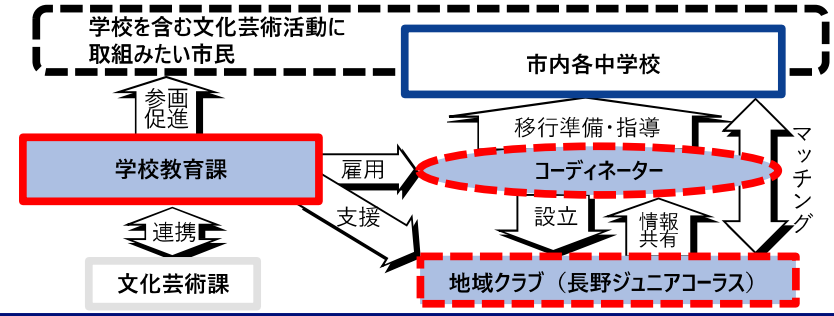 学校を含む文化芸術活動に
取組みたい市民
市内各中学校
参画
促進
移行準備・指導
マッチング
学校教育課
雇用
コーディネーター
支援
設立
情報
共有
連携
文化芸術課
地域クラブ（長野ジュニアコーラス）